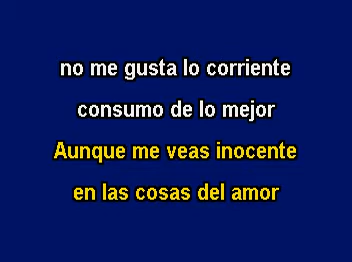 no me gusta lo corriente
consumo de lo mejor
Aunque me veas inocente
en las cosas del amor